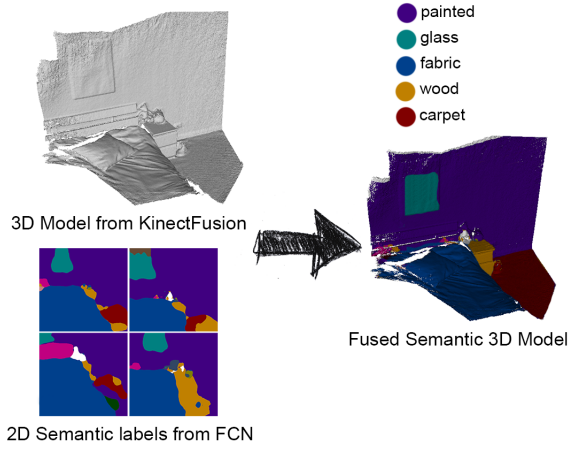 painted
glass
fabric
wood
carpet
3D Model from KinectFusion
Fused Semantic 3D Model
2D Semantic labels from FCN